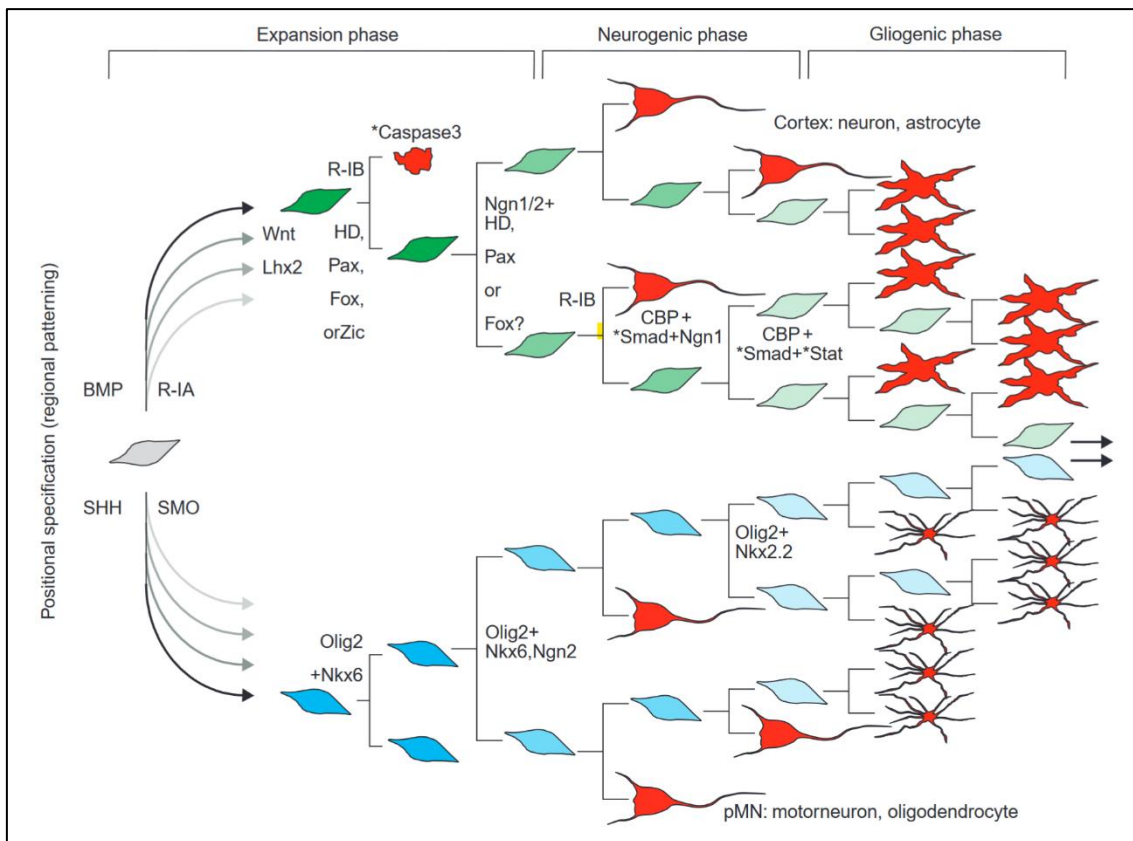 Expansion phase
Neurogenic phase
Gliogenic phase
Positional specification (regional patterning)
*Caspase3
Cortex: neuron, astrocyte
R-IB
Wnt
Lhx2
HD,
Pax,
Fox,
orZic
Ngn1/2+
HD,
Pax
or
Fox?
R-IB
CBP +
*Smad+Ngn1
CBP +
*Smad+*Stat
BMP
R-IA
SHH
SMO
Olig2
+Nkx6
Olig2+
Nkx6,Ngn2
Olig2+
Nkx2.2
pMN: motorneuron, oligodendrocyte